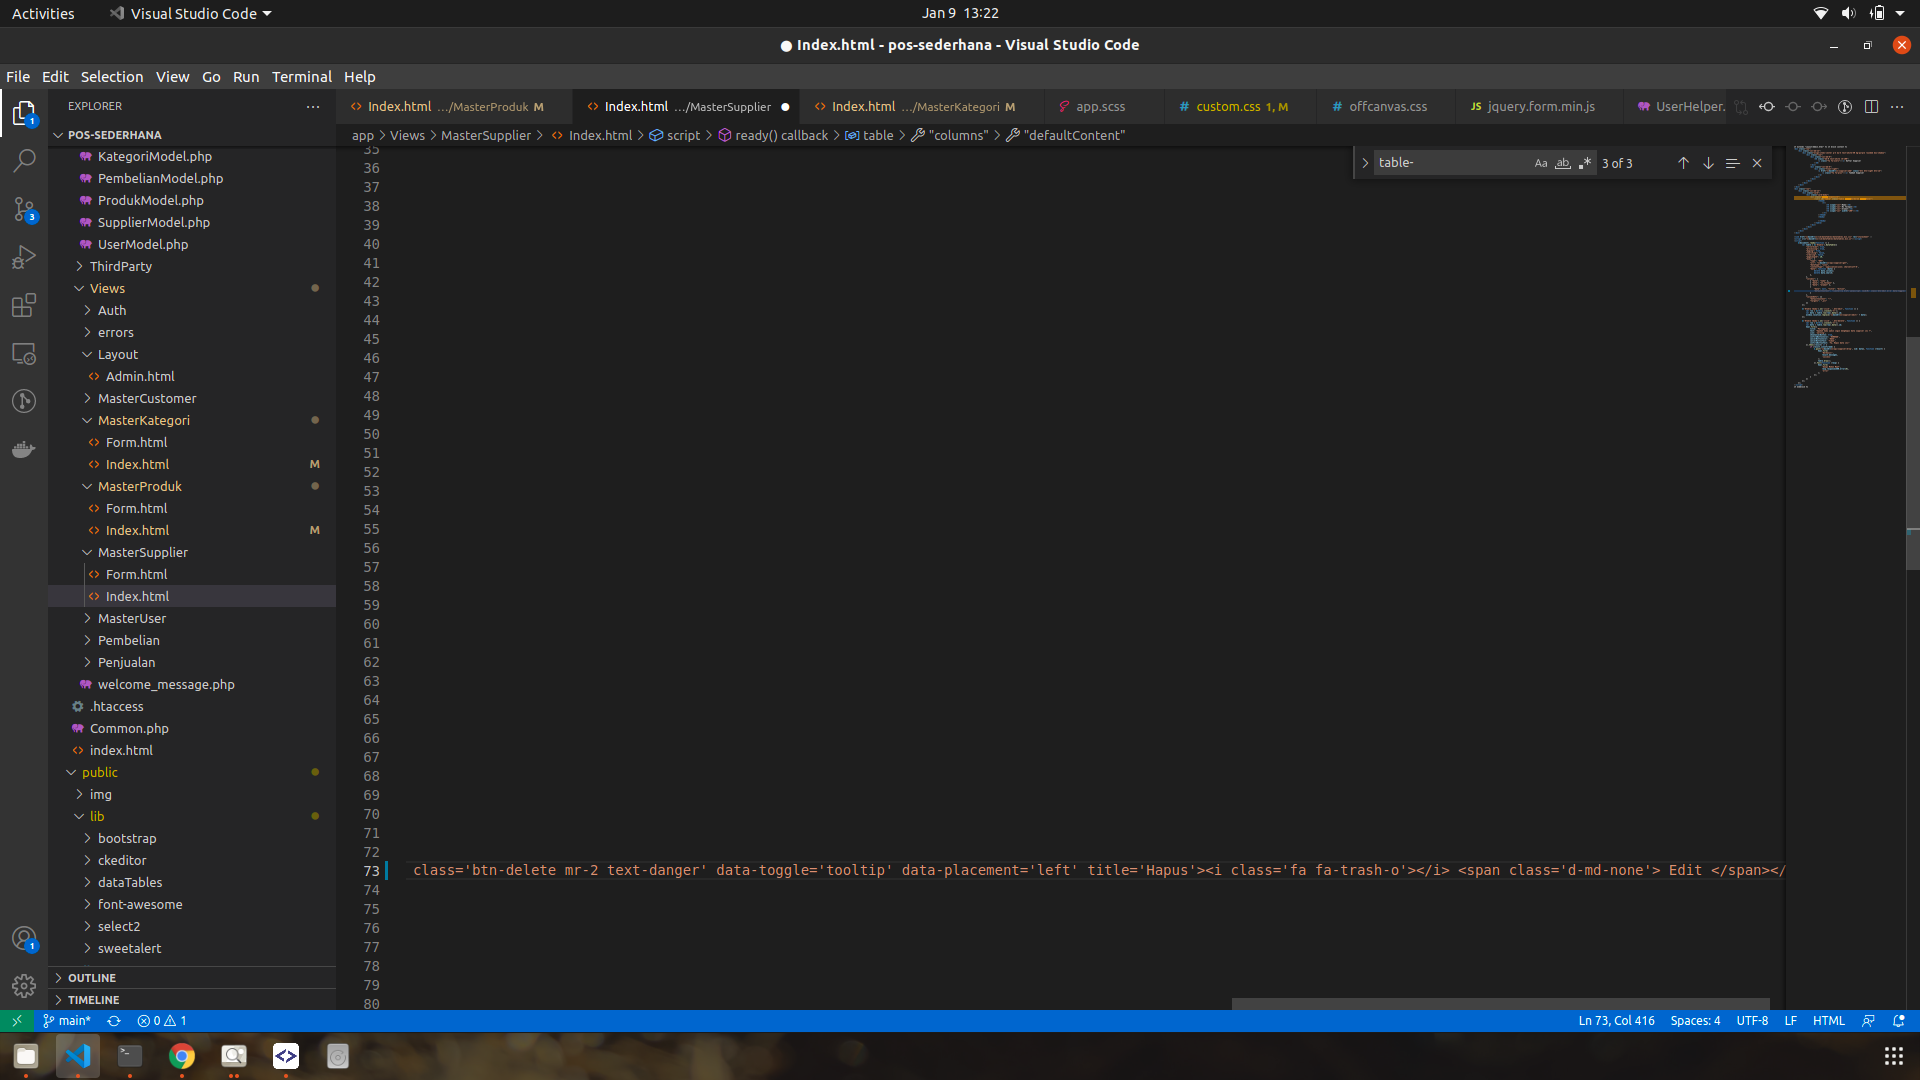 Activities
Visual Studio Code
Jan 9 13:22
Index.html - pos-sederhana - Visual Studio Code
File Edit Selection View Go Run Terminal Help
EXPLORER
Index.html .../MasterProduk M
Index.html .../MasterSupplier
Index.html .../MasterKategori M
app.scss
custom.css 1, M
offcanvas.css
JS jquery.form.min.js
UserHelper.
POS-SEDERHANA
app > Views > MasterSupplier > Index.html > script > ready() callback > table > "columns" > "defaultContent"
table-
Aa ab 3 of 3
KategoriModel.php
PembelianModel.php
ProdukModel.php
SupplierModel.php
UserModel.php
ThirdParty
Views
Auth
errors
Layout
Admin.html
MasterCustomer
MasterKategori
Form.html
Index.html M
MasterProduk
Form.html
Index.html M
MasterSupplier
Form.html
Index.html
MasterUser
Pembelian
Penjualan
welcome_message.php
.htaccess
Common.php
index.html
public
img
lib
bootstrap
ckeditor
dataTables
font-awesome
select2
sweetalert
OUTLINE
TIMELINE
35
36
37
38
39
40
41
42
43
44
45
46
47
48
49
50
51
52
53
54
55
56
57
58
59
60
61
62
63
64
65
66
67
68
69
70
71
72
73 class='btn-delete mr-2 text-danger' data-toggle='tooltip' data-placement='left' title='Hapus'><i class='fa fa-trash-o'></i> <span class='d-md-none'> Edit </span></
74
75
76
77
78
79
80
1
3
1
main*
0 1
Ln 73, Col 416
Spaces: 4
UTF-8
LF
HTML